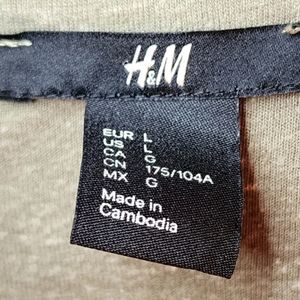 H&M
EUR L
US L
CA G
CN 175/104A
MX G
Made in
Cambodia